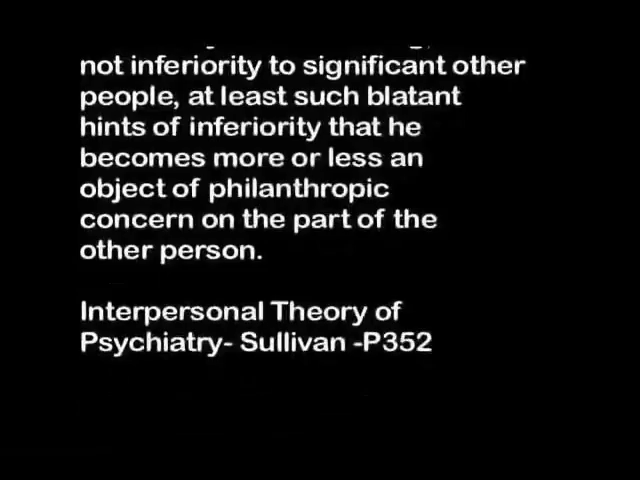 not inferiority to significant other
people, at least such blatant
hints of inferiority that he
becomes more or less an
object of philanthropic
concern on the part of the
other person.
Interpersonal Theory of
Psychiatry- Sullivan -P352